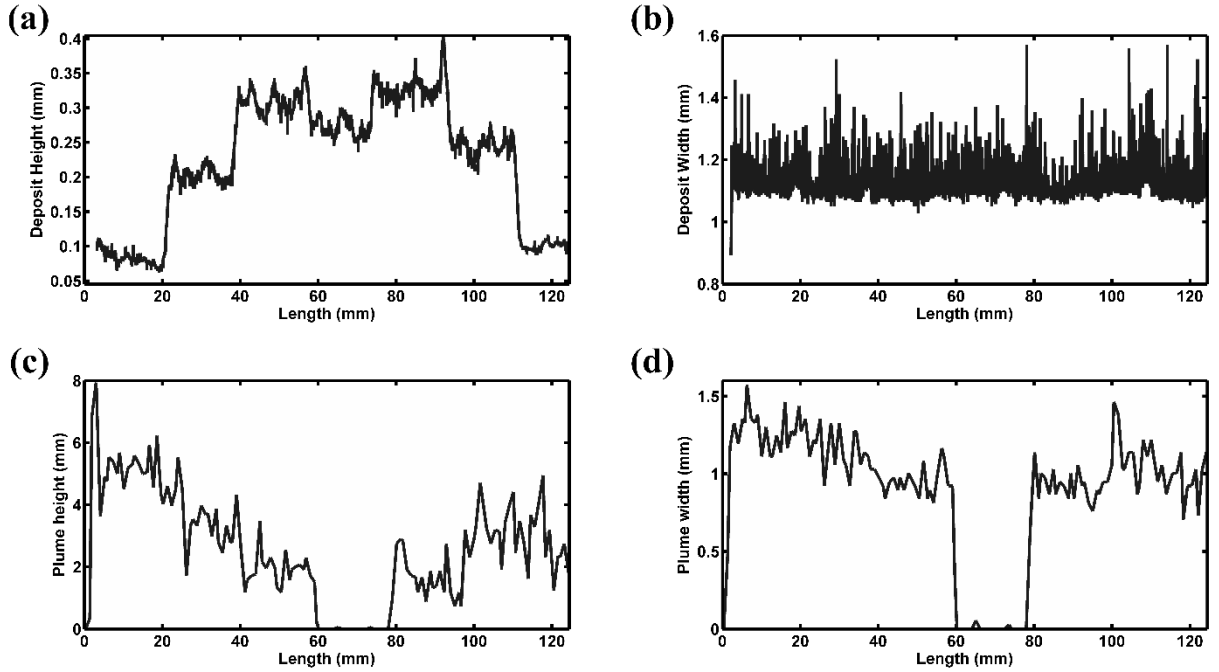 (a)
0.4
0.35
0.3
0.25
0.2
0.15
0.1
0.05
Deposit Height (mm)
0 20 40 60 80 100 120
Length (mm)
(b)
1.6
1.4
1.2
1
0.8
Deposit Width (mm)
0 20 40 60 80 100 120
Length (mm)
(c)
8
6
4
2
0
Plume height (mm)
0 20 40 60 80 100 120
Length (mm)
(d)
1.5
1
0.5
0
Plume width (mm)
0 20 40 60 80 100 120
Length (mm)